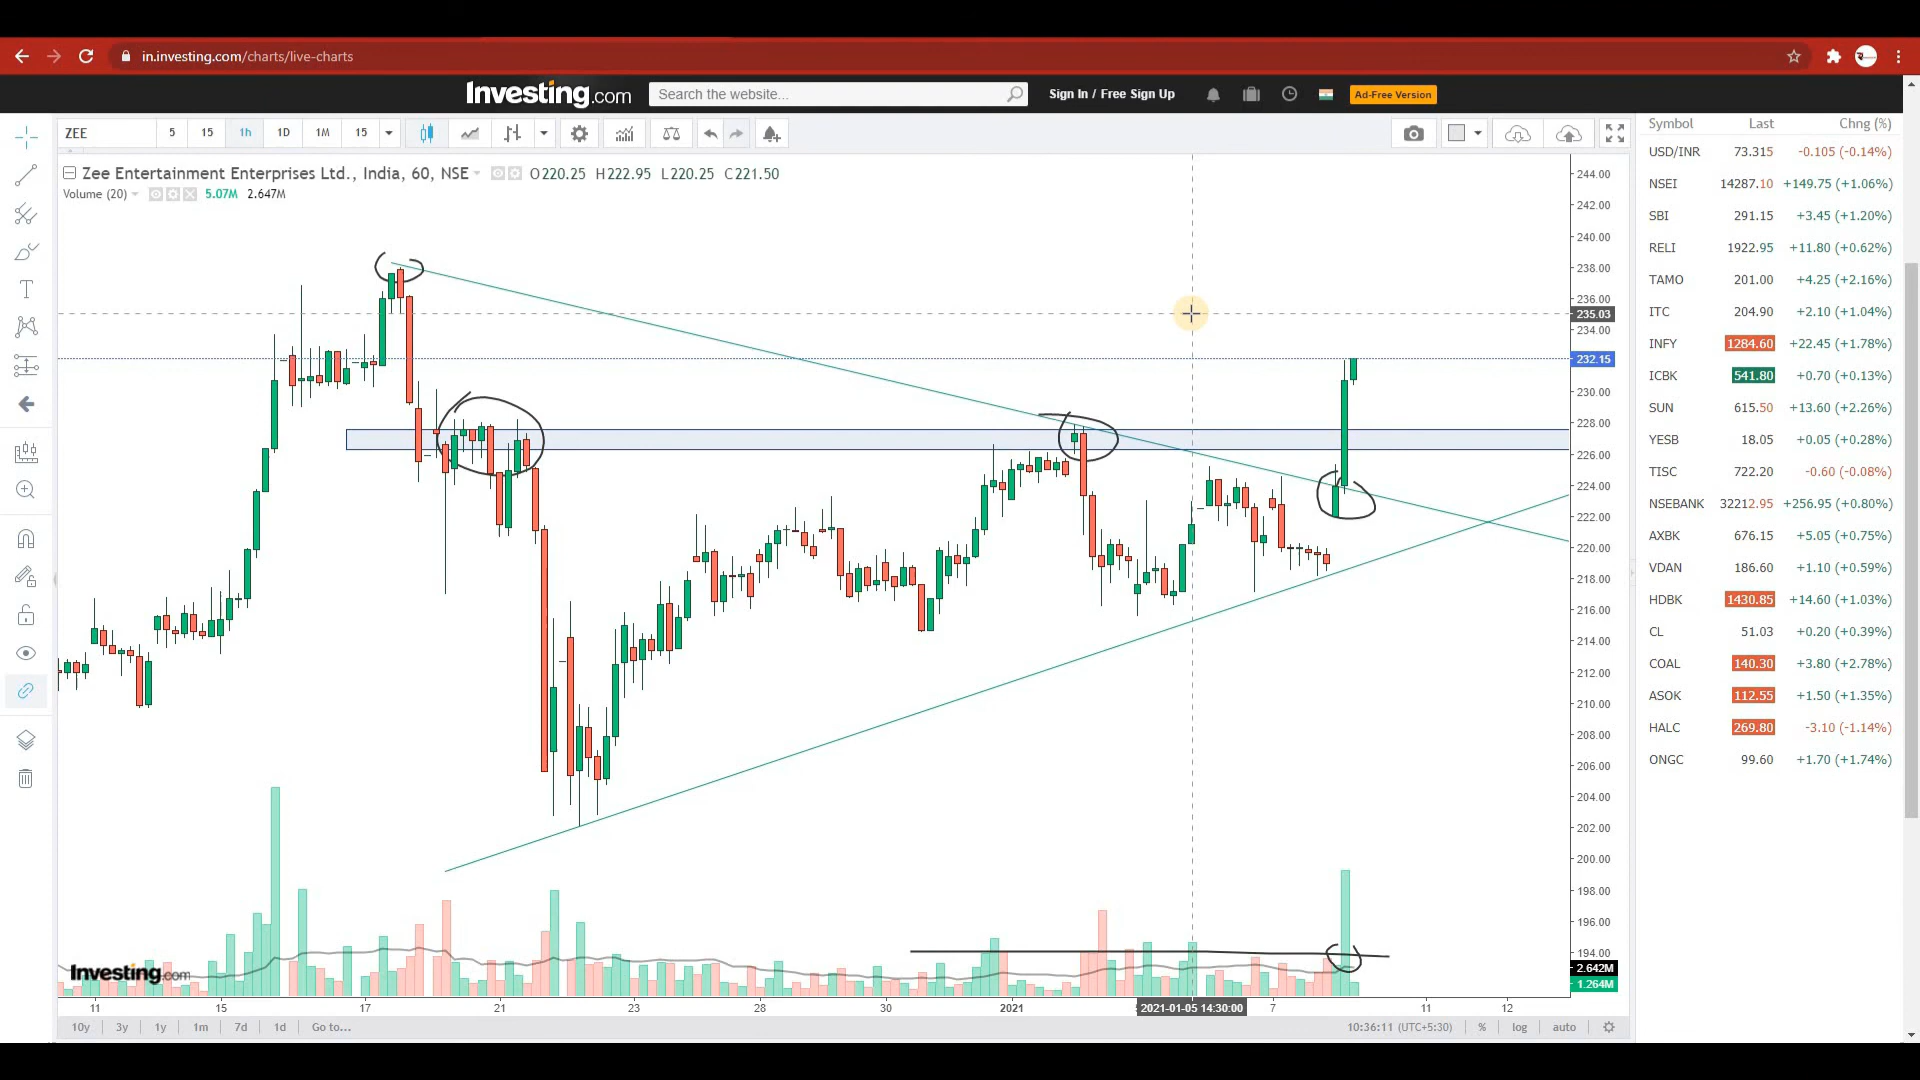 in.investing.com/charts/live-charts
Investing.com
Search the website...
Sign In / Free Sign Up
Ad-Free Version
ZEE 5 15 1h 1D 1M 15
Zee Entertainment Enterprises Ltd., India, 60, NSE O220.25 H222.95 L220.25 C221.50
Volume (20) 5.07M 2.647M
244.00
242.00
240.00
238.00
236.00
235.03
234.00
232.15
230.00
228.00
226.00
224.00
222.00
220.00
218.00
216.00
214.00
212.00
210.00
208.00
206.00
204.00
202.00
200.00
198.00
196.00
194.00
2.642M
1.264M
Investing.com
11 15 17 21 23 28 30 2021 2021-01-05 14:30:00 7 11 12
10y 3y 1y 1m 7d 1d Go to... 10:36:11 (UTC+5:30) % log auto
Symbol Last Chng (%)
USD/INR 73.315 -0.105 (-0.14%)
NSEI 14287.10 +149.75 (+1.06%)
SBI 291.15 +3.45 (+1.20%)
RELI 1922.95 +11.80 (+0.62%)
TAMO 201.00 +4.25 (+2.16%)
ITC 204.90 +2.10 (+1.04%)
INFY 1284.60 +22.45 (+1.78%)
ICBK 541.80 +0.70 (+0.13%)
SUN 615.50 +13.60 (+2.26%)
YESB 18.05 +0.05 (+0.28%)
TISC 722.20 -0.60 (-0.08%)
NSEBANK 32212.95 +256.95 (+0.80%)
AXBK 676.15 +5.05 (+0.75%)
VDAN 186.60 +1.10 (+0.59%)
HDBK 1430.85 +14.60 (+1.03%)
CL 51.03 +0.20 (+0.39%)
COAL 140.30 +3.80 (+2.78%)
ASOK 112.55 +1.50 (+1.35%)
HALC 269.80 -3.10 (-1.14%)
ONGC 99.60 +1.70 (+1.74%)